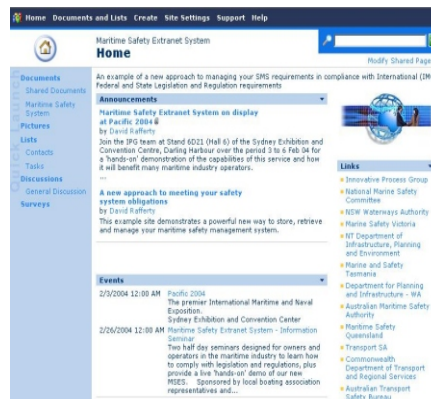 Home Documents and Lists Create Site Settings Support Help
Maritime Safety Extranet System
Home
Modify Shared Page
Documents
Shared Documents
Maritime Safety
System
Pictures
Lists
Contacts
Tasks
Discussions
General Discussion
Surveys
An example of a new approach to managing your SMS requirements in compliance with International (IM
Federal and State Legislation and Regulation requirements
Announcements
Maritime Safety Extranet System on display
at Pacific 2004
by David Rafferty
Join the IPG team at Stand 6D21 (Hall 6) of the Sydney Exhibition and
Convention Centre, Darling Harbour over the period 3 to 6 Feb 04 for
a 'hands-on' demonstration of the capabilities of this service and how
it will benefit many maritime industry operators.
...
A new approach to meeting your safety
system obligations
by David Rafferty
This example site demonstrates a powerful new way to store, retrieve
and manage your maritime safety management system.
Events
2/3/2004 12:00 AM Pacific 2004
The premier International Maritime and Naval
Exposition.
Sydney Exhibition and Convention Center
2/26/2004 12:00 AM Maritime Safety Extranet System - Information
Seminar
Two half day seminars designed for owners and
operators in the maritime industry to learn how
to comply with legislation and regulations, plus
provide a live 'hands-on' demo of our new
MSES. Sponsored by local boating association
representatives and...
Links
Innovative Process Group
National Marine Safety
Committee
NSW Waterways Authority
Marine Safety Victoria
NT Department of
Infrastructure, Planning
and Environment
Marine and Safety
Tasmania
Department for Planning
and Infrastructure - WA
Australian Maritime Safety
Authority
Maritime Safety
Queensland
Transport SA
Commonwealth
Department of Transport
and Regional Services
Australian Transport
Safety Bureau